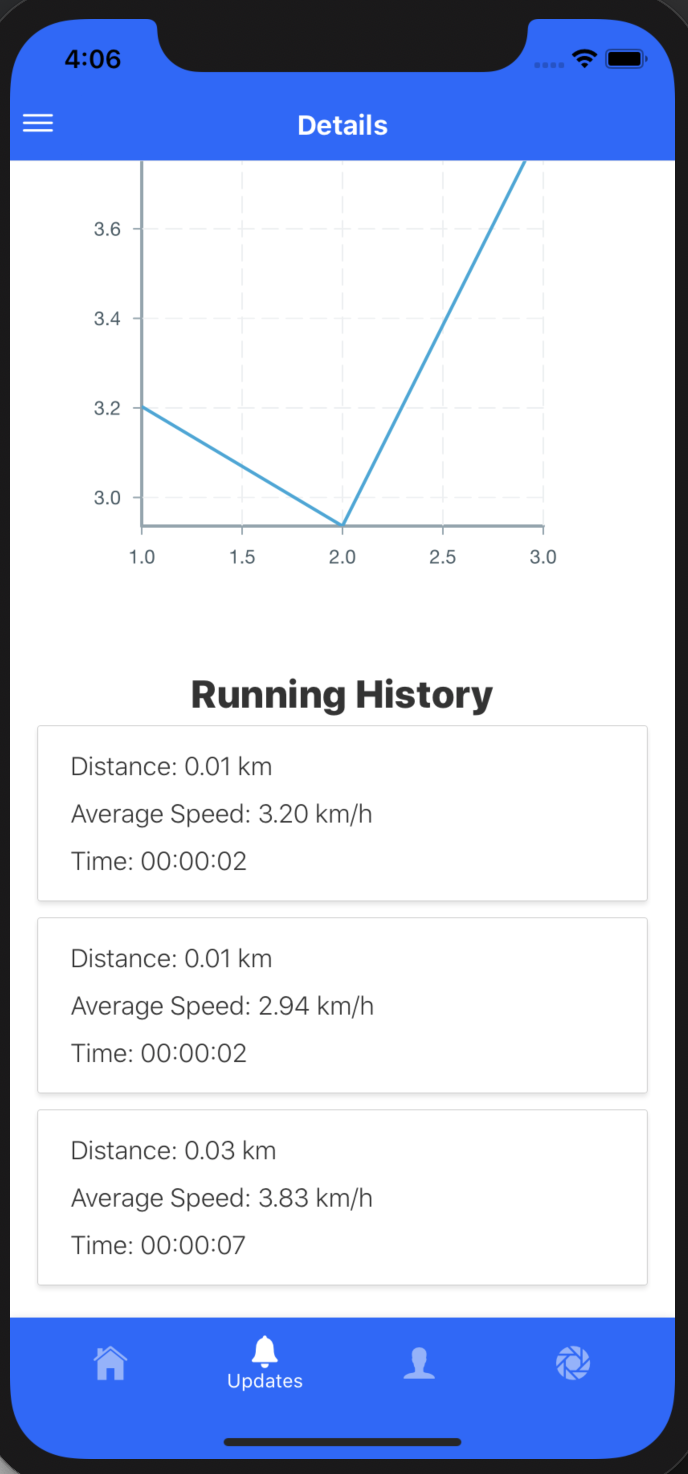 4:06
Details
3.6
3.4
3.2
3.0
1.0 1.5 2.0 2.5 3.0
Running History
Distance: 0.01 km
Average Speed: 3.20 km/h
Time: 00:00:02
Distance: 0.01 km
Average Speed: 2.94 km/h
Time: 00:00:02
Distance: 0.03 km
Average Speed: 3.83 km/h
Time: 00:00:07
Updates